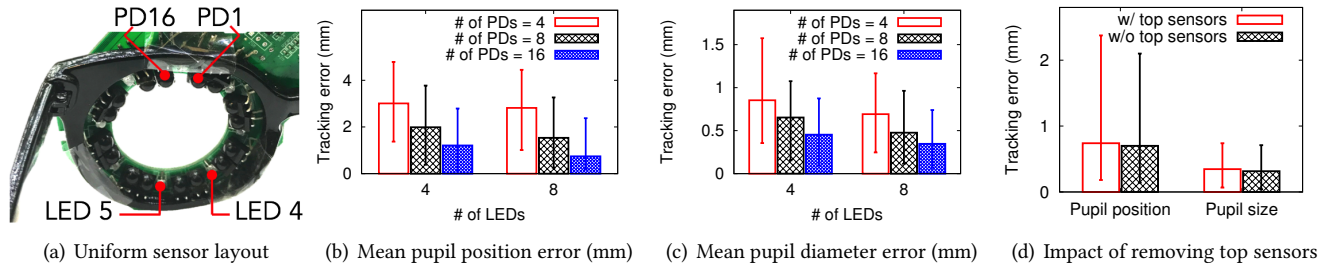 PD16 PD1
LED 5 LED 4
(a) Uniform sensor layout
# of PDs = 4
# of PDs = 8
# of PDs = 16
Tracking error (mm)
4
2
0
4 8
# of LEDs
(b) Mean pupil position error (mm)
# of PDs = 4
# of PDs = 8
# of PDs = 16
Tracking error (mm)
1.5
1
0.5
0
4 8
# of LEDs
(c) Mean pupil diameter error (mm)
w/ top sensors
w/o top sensors
Tracking error (mm)
2
1
0
Pupil position Pupil size
(d) Impact of removing top sensors